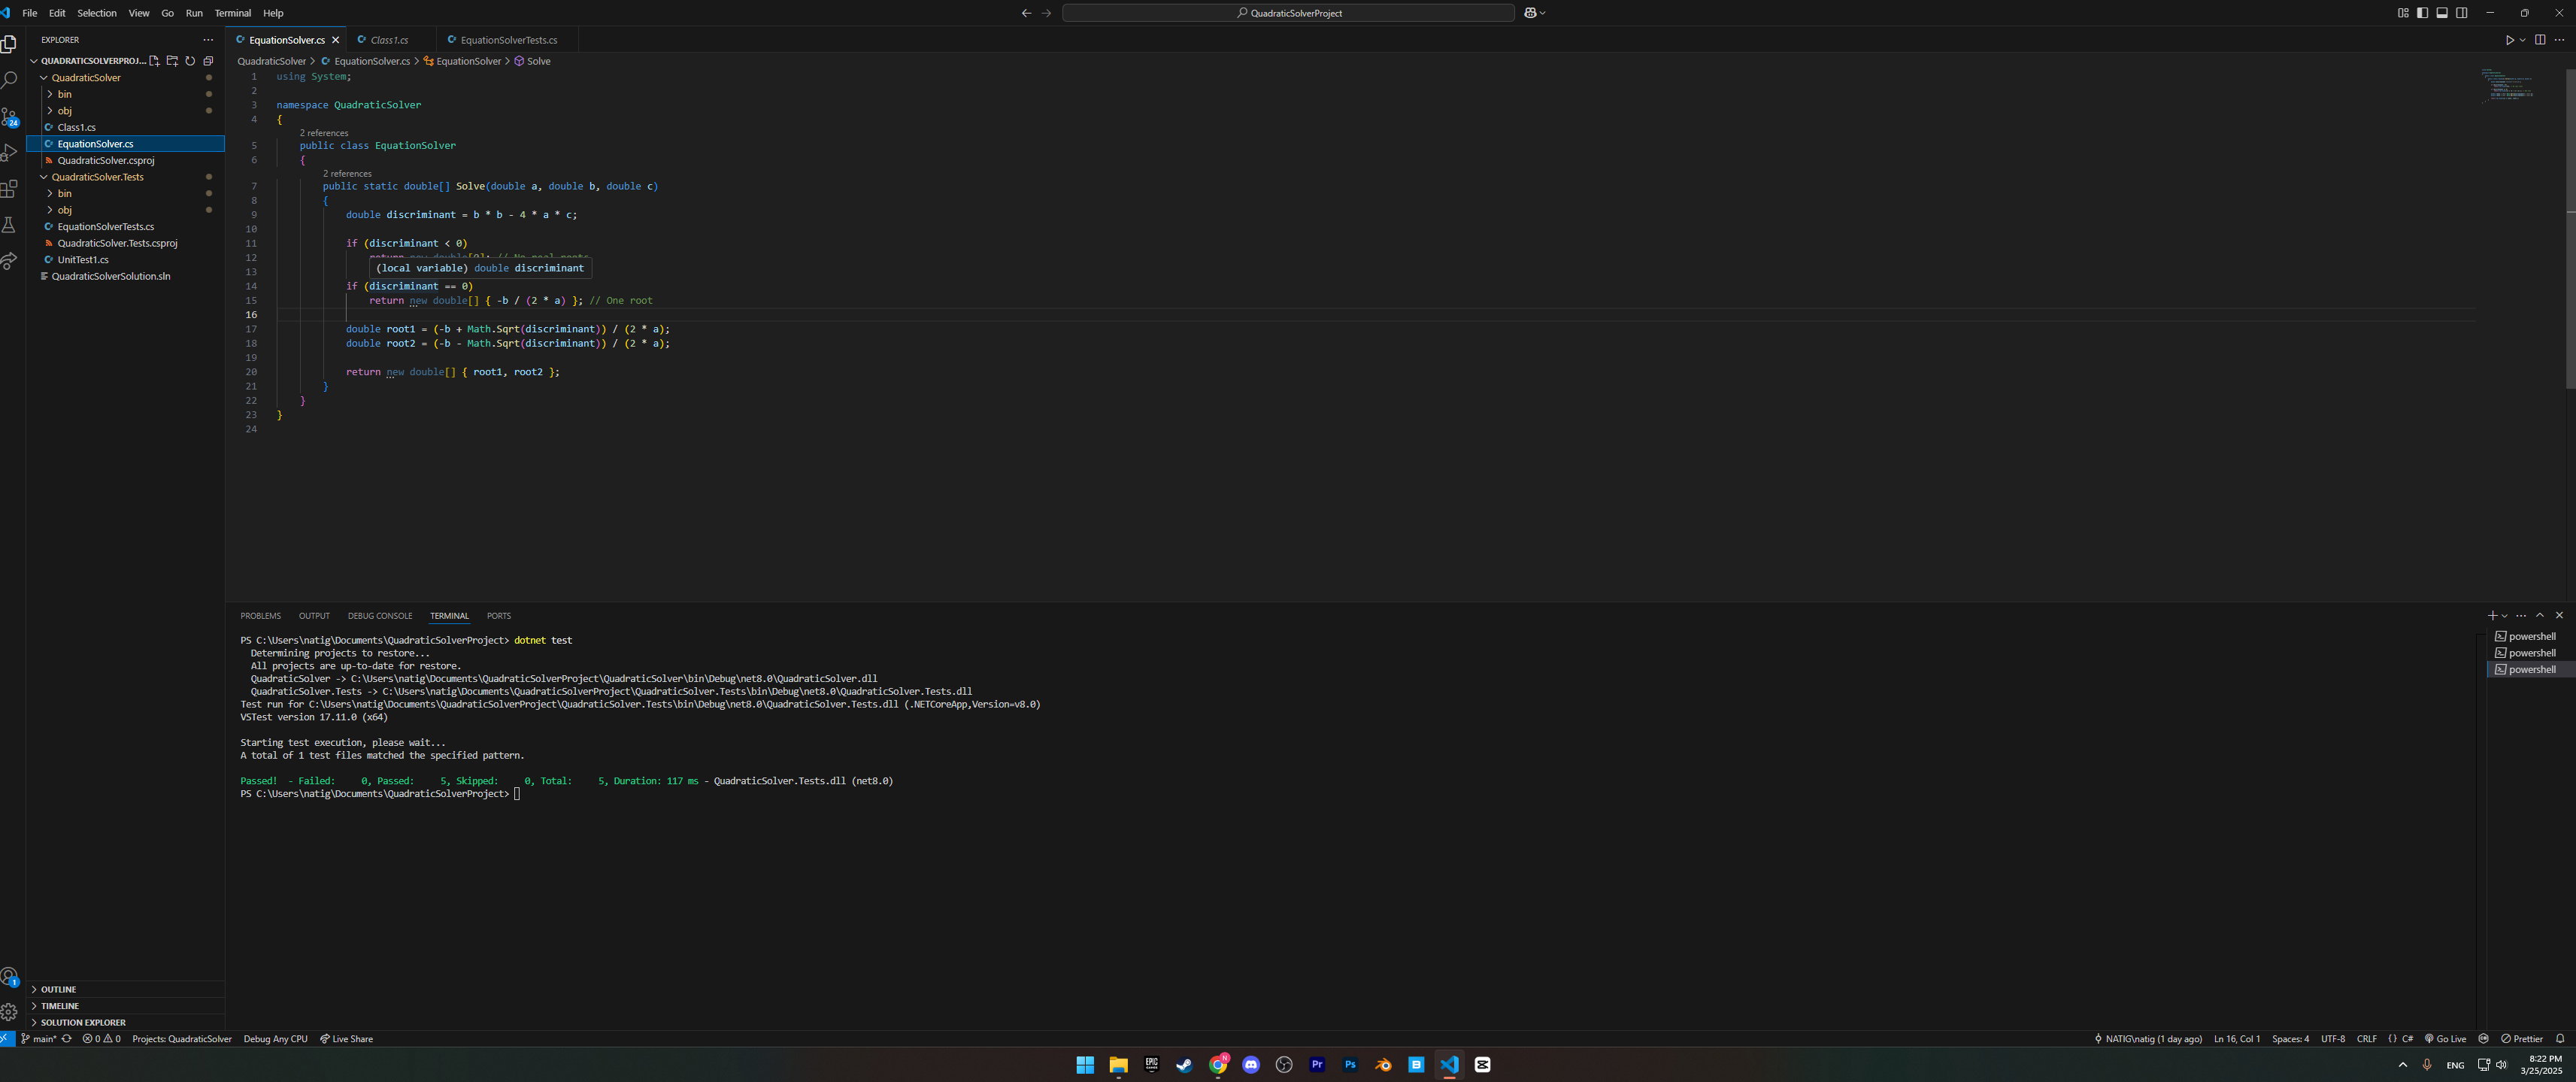 File Edit Selection View Go Run Terminal Help
QuadraticSolverProject
EXPLORER
QUADRATICSOLVERPROJ...
QuadraticSolver
bin
obj
Class1.cs
EquationSolver.cs
QuadraticSolver.csproj
QuadraticSolver.Tests
bin
obj
EquationSolverTests.cs
QuadraticSolver.Tests.csproj
UnitTest1.cs
QuadraticSolverSolution.sln
24
1
OUTLINE
TIMELINE
SOLUTION EXPLORER
EquationSolver.cs Class1.cs EquationSolverTests.cs
QuadraticSolver > EquationSolver.cs > EquationSolver > Solve
1 using System;
2
3 namespace QuadraticSolver
4 {
2 references
5 public class EquationSolver
6 {
2 references
7 public static double[] Solve(double a, double b, double c)
8 {
9 double discriminant = b * b - 4 * a * c;
10
11 if (discriminant < 0)
12 return new double[0]; // No real roots
13 (local variable) double discriminant
14 if (discriminant == 0)
15 return new double[] { -b / (2 * a) }; // One root
16
17 double root1 = (-b + Math.Sqrt(discriminant)) / (2 * a);
18 double root2 = (-b - Math.Sqrt(discriminant)) / (2 * a);
19
20 return new double[] { root1, root2 };
21 }
22 }
23 }
24
PROBLEMS OUTPUT DEBUG CONSOLE TERMINAL PORTS
PS C:\Users\natig\Documents\QuadraticSolverProject> dotnet test
Determining projects to restore...
All projects are up-to-date for restore.
QuadraticSolver -> C:\Users\natig\Documents\QuadraticSolverProject\QuadraticSolver\bin\Debug\net8.0\QuadraticSolver.dll
QuadraticSolver.Tests -> C:\Users\natig\Documents\QuadraticSolverProject\QuadraticSolver.Tests\bin\Debug\net8.0\QuadraticSolver.Tests.dll
Test run for C:\Users\natig\Documents\QuadraticSolverProject\QuadraticSolver.Tests\bin\Debug\net8.0\QuadraticSolver.Tests.dll (.NETCoreApp,Version=v8.0)
VSTest version 17.11.0 (x64)
Starting test execution, please wait...
A total of 1 test files matched the specified pattern.
Passed! - Failed: 0, Passed: 5, Skipped: 0, Total: 5, Duration: 117 ms - QuadraticSolver.Tests.dll (net8.0)
PS C:\Users\natig\Documents\QuadraticSolverProject>
powershell
powershell
powershell
main* 0 0 Projects: QuadraticSolver Debug Any CPU Live Share
NATIG\natig (1 day ago) Ln 16, Col 1 Spaces: 4 UTF-8 CRLF {} C# Go Live Prettier
EPIC GAMES
N
Pr
Ps
ENG
8:22 PM
3/25/2025